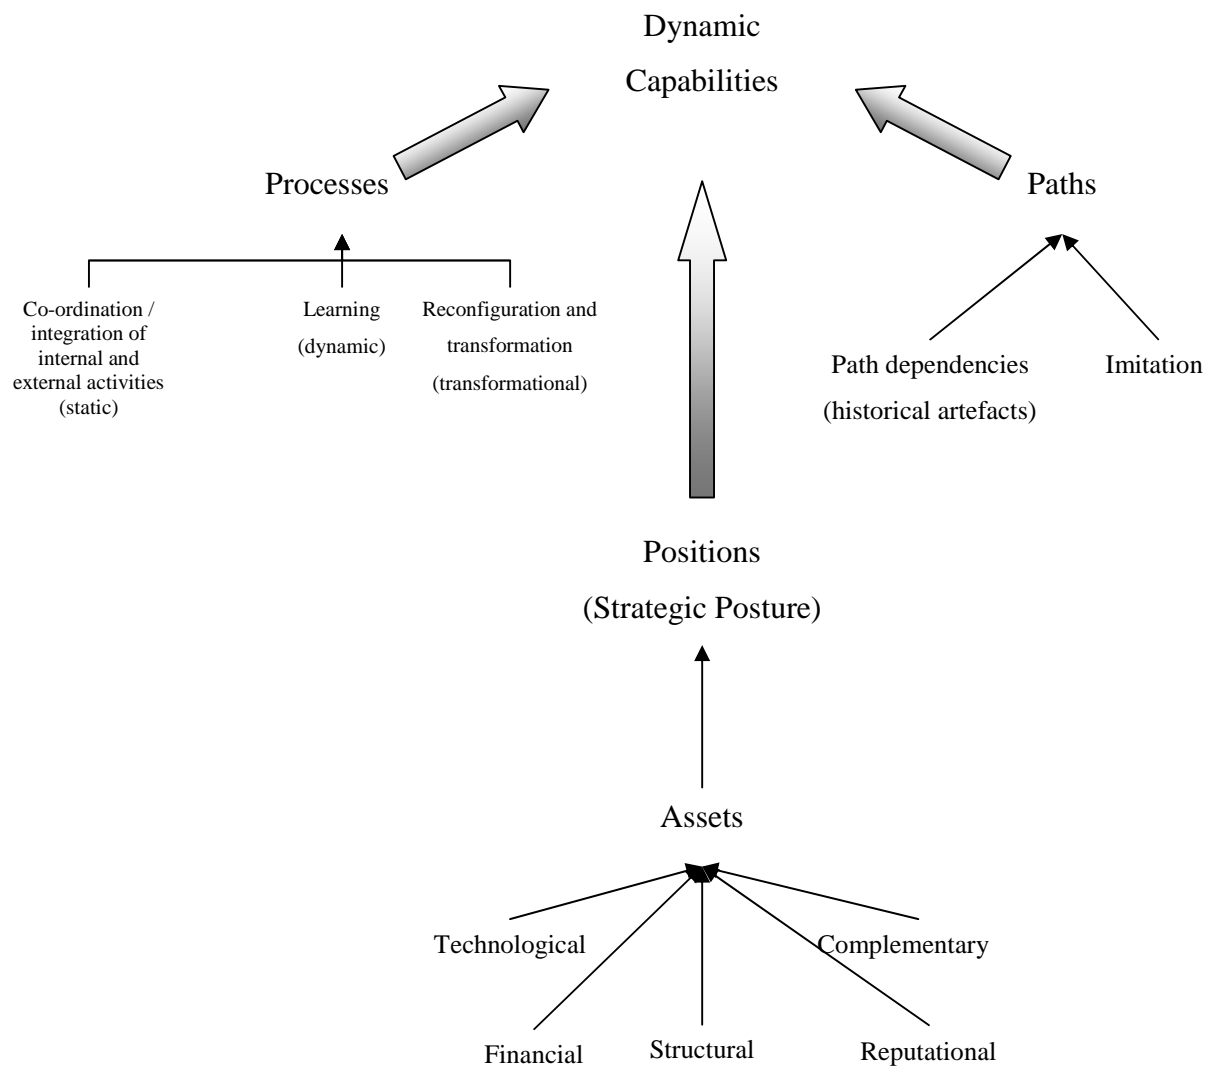 Dynamic
Capabilities
Processes
Paths
Co-ordination /
integration of
internal and
external activities
(static)
Learning
(dynamic)
Reconfiguration and
transformation
(transformational)
Path dependencies
(historical artefacts)
Imitation
Positions
(Strategic Posture)
Assets
Technological
Complementary
Financial
Structural
Reputational